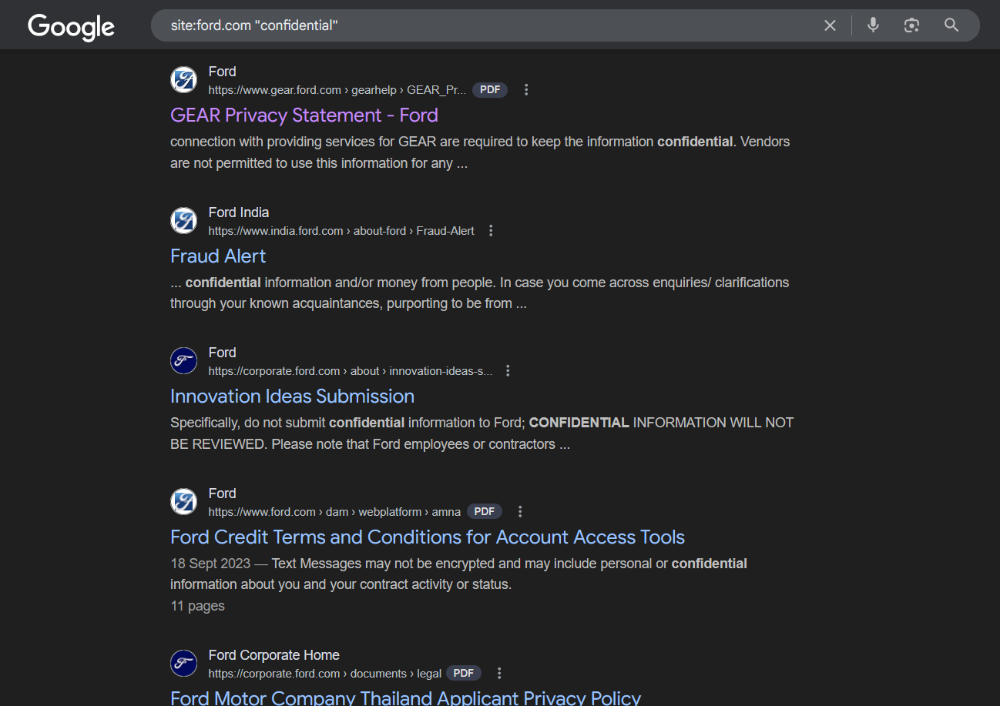 Google
site:ford.com "confidential"
Ford
https://www.gear.ford.com › gearhelp › GEAR_Pr... PDF
GEAR Privacy Statement - Ford
connection with providing services for GEAR are required to keep the information confidential. Vendors
are not permitted to use this information for any ...
Ford India
https://www.india.ford.com › about-ford › Fraud-Alert
Fraud Alert
... confidential information and/or money from people. In case you come across enquiries/ clarifications
through your known acquaintances, purporting to be from ...
Ford
https://corporate.ford.com › about › innovation-ideas-s...
Innovation Ideas Submission
Specifically, do not submit confidential information to Ford; CONFIDENTIAL INFORMATION WILL NOT
BE REVIEWED. Please note that Ford employees or contractors ...
Ford
https://www.ford.com › dam › webplatform › amna PDF
Ford Credit Terms and Conditions for Account Access Tools
18 Sept 2023 — Text Messages may not be encrypted and may include personal or confidential
information about you and your contract activity or status.
11 pages
Ford Corporate Home
https://corporate.ford.com › documents › legal PDF
Ford Motor Company Thailand Applicant Privacy Policy